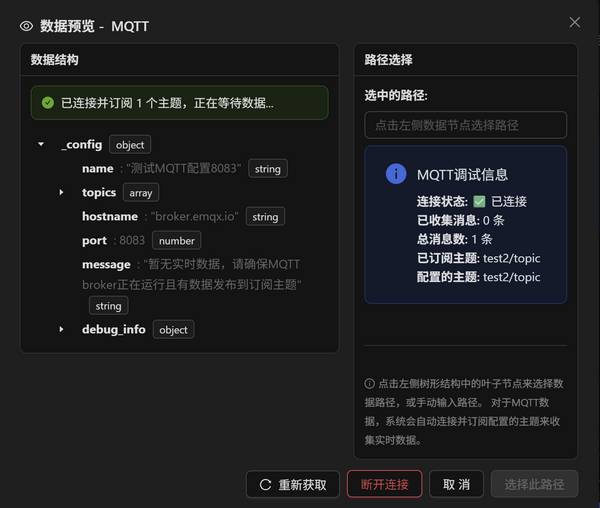 数据预览 - MQTT
数据结构
已连接并订阅 1 个主题，正在等待数据...
_config object
name : "测试MQTT配置8083" string
topics array
hostname : "broker.emqx.io" string
port : 8083 number
message : "暂无实时数据，请确保MQTT
broker正在运行且有数据发布到订阅主题"
string
debug_info object
路径选择
选中的路径:
点击左侧数据节点选择路径
MQTT调试信息
连接状态: ✅ 已连接
已收集消息: 0 条
总消息数: 1 条
已订阅主题: test2/topic
配置的主题: test2/topic
点击左侧树形结构中的叶子节点来选择数
据路径，或手动输入路径。 对于MQTT数
据，系统会自动连接并订阅配置的主题来收
集实时数据。
重新获取
断开连接
取 消
选择此路径